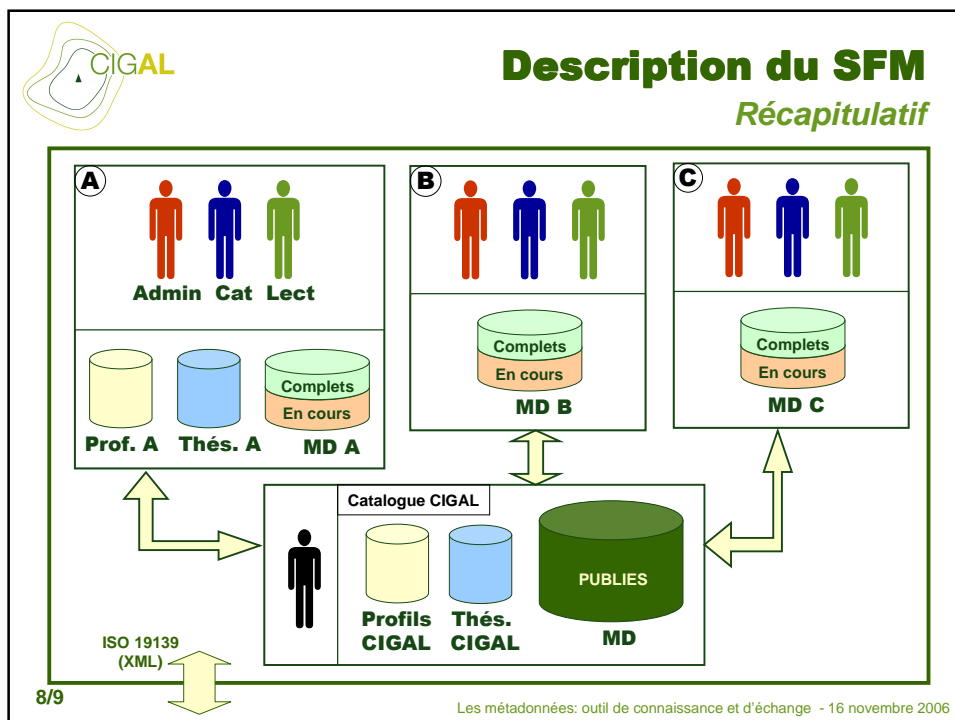 CIGAL
Description du SFM
Récapitulatif
A
Admin Cat Lect
Complets
En cours
Prof. A Thés. A MD A
B
Complets
En cours
MD B
C
Complets
En cours
MD C
Catalogue CIGAL
PUBLIES
Profils
CIGAL
Thés.
CIGAL
MD
ISO 19139
(XML)
8/9
Les métadonnées: outil de connaissance et d'échange - 16 novembre 2006